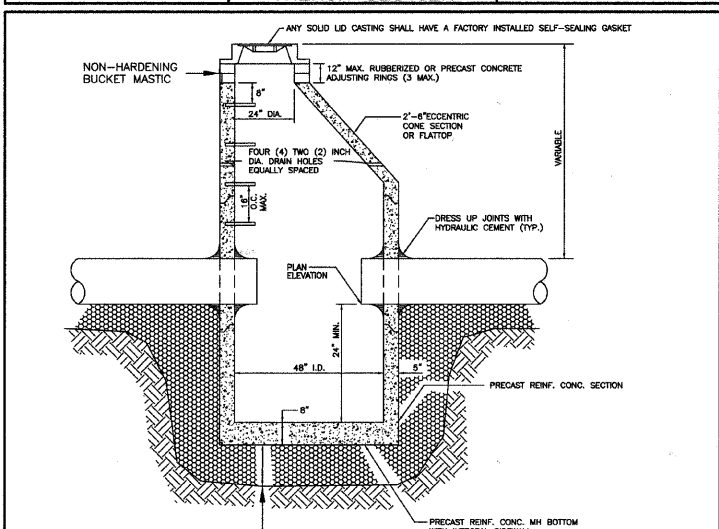 ANY SOLID LID CASTING SHALL HAVE A FACTORY INSTALLED SELF-SEALING GASKET
NON-HARDENING
BUCKET MASTIC
12" MAX. RUBBERIZED OR PRECAST CONCRETE
ADJUSTING RINGS (3 MAX.)
8"
24" DIA.
2'-8"ECCENTRIC
CONE SECTION
OR FLATTOP
VARIABLE
FOUR (4) TWO (2) INCH
DIA. DRAIN HOLES
EQUALLY SPACED
16"
O.C.
MAX.
DRESS UP JOINTS WITH
HYDRAULIC CEMENT (TYP.)
PLAN
ELEVATION
24" MIN.
48" I.D.
5"
PRECAST REINF. CONC. SECTION
8"
PRECAST REINF. CONC. MH BOTTOM